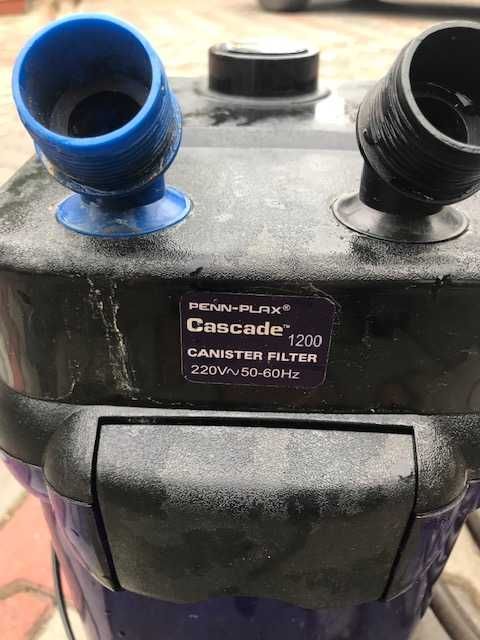 PENN-PLAX®
Cascade™ 1200
CANISTER FILTER
220V∿50-60Hz